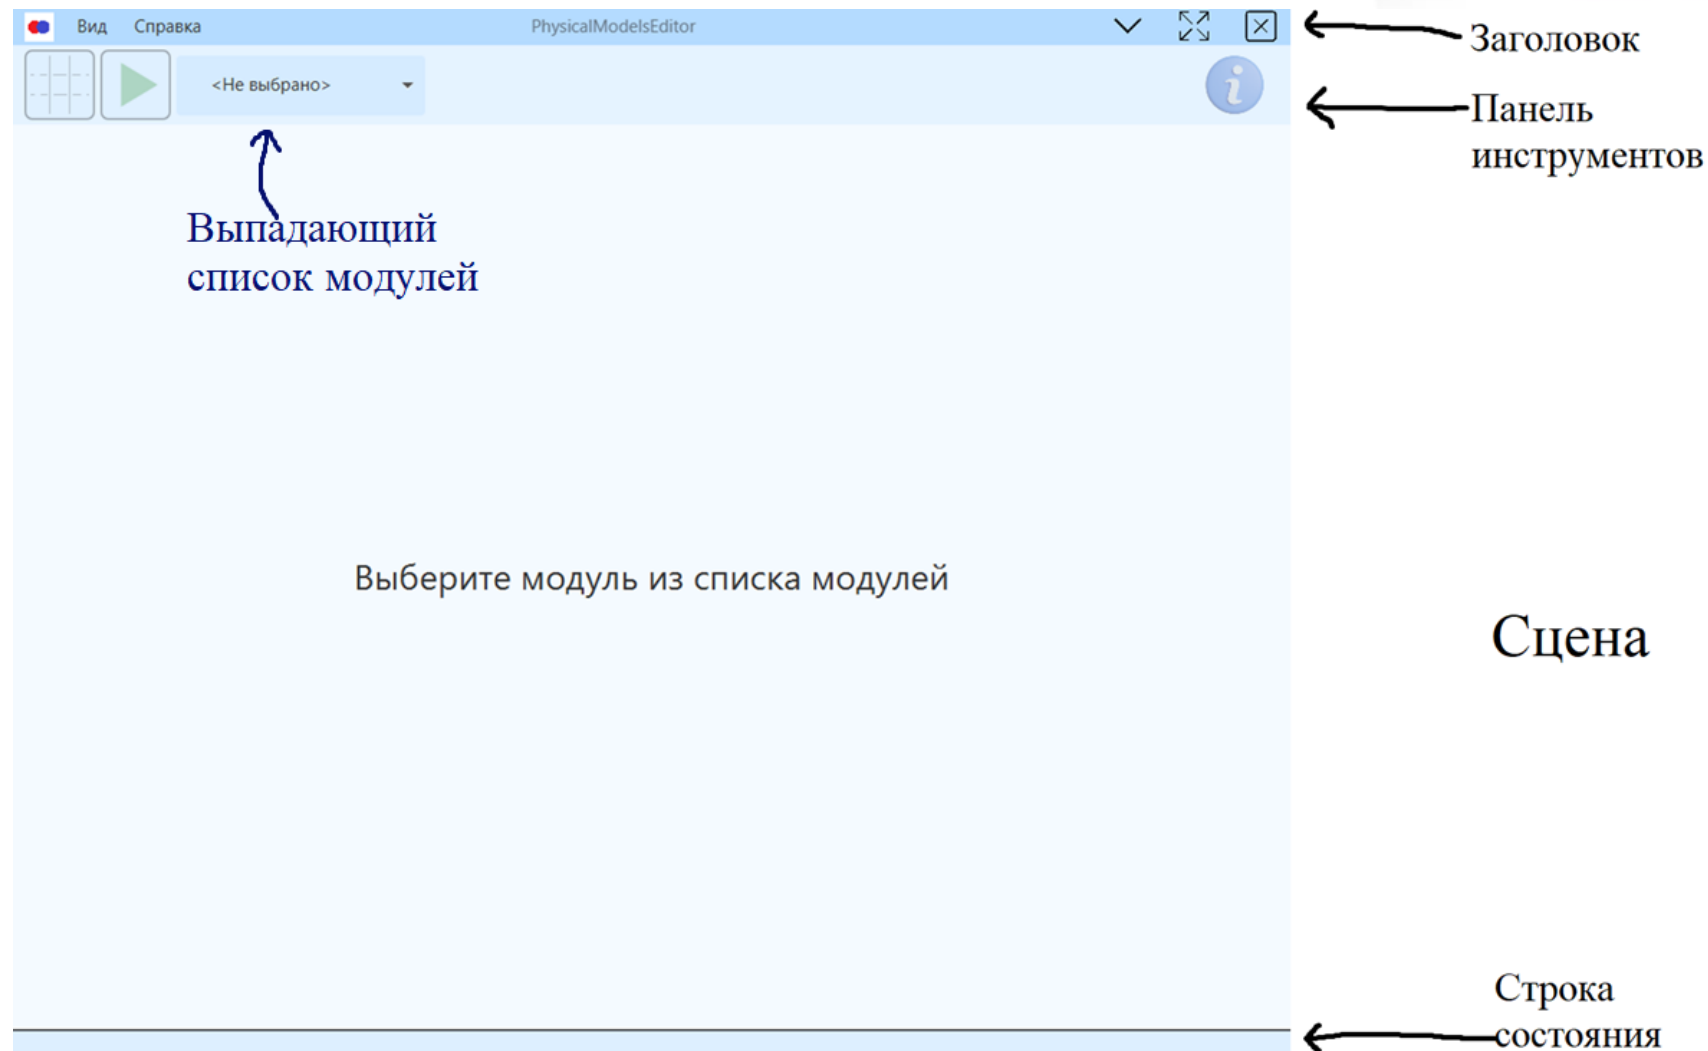 Вид Справка PhysicalModelsEditor
Заголовок
<Не выбрано>
Панель
инструментов
Выпадающий
список модулей
Выберите модуль из списка модулей
Сцена
Строка
состояния